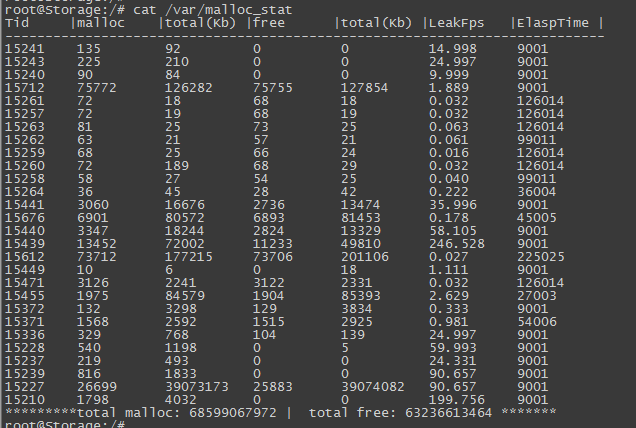 root@Storage:/# cat /var/malloc_stat
Tid |malloc |total(Kb) |free |total(Kb) |LeakFps |ElaspTime |
--------------------------------------------------------------------------
15241 135 92 0 0 14.998 9001
15243 225 210 0 0 24.997 9001
15240 90 84 0 0 9.999 9001
15712 75772 126282 75755 127854 1.889 9001
15261 72 18 68 18 0.032 126014
15257 72 19 68 19 0.032 126014
15263 81 25 73 25 0.063 126014
15262 63 21 57 21 0.061 99011
15259 68 25 66 24 0.016 126014
15260 72 189 68 29 0.032 126014
15258 58 27 54 25 0.040 99011
15264 36 45 28 42 0.222 36004
15441 3060 16676 2736 13474 35.996 9001
15676 6901 80572 6893 81453 0.178 45005
15440 3347 18244 2824 13329 58.105 9001
15439 13452 72002 11233 49810 246.528 9001
15612 73712 177215 73706 201106 0.027 225025
15449 10 6 0 18 1.111 9001
15471 3126 2241 3122 2331 0.032 126014
15455 1975 84579 1904 85393 2.629 27003
15372 132 3298 129 3834 0.333 9001
15371 1568 2592 1515 2925 0.981 54006
15336 329 768 104 139 24.997 9001
15228 540 1198 0 5 59.993 9001
15237 219 493 0 0 24.331 9001
15239 816 1833 0 0 90.657 9001
15227 26699 39073173 25883 39074082 90.657 9001
15210 1798 4032 0 0 199.756 9001
*********total malloc: 68599067972 | total free: 63236613464 *******
root@Storage:/#